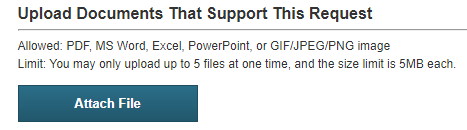 Upload Documents That Support This Request
Allowed: PDF, MS Word, Excel, PowerPoint, or GIF/JPEG/PNG image
Limit: You may only upload up to 5 files at one time, and the size limit is 5MB each.
Attach File